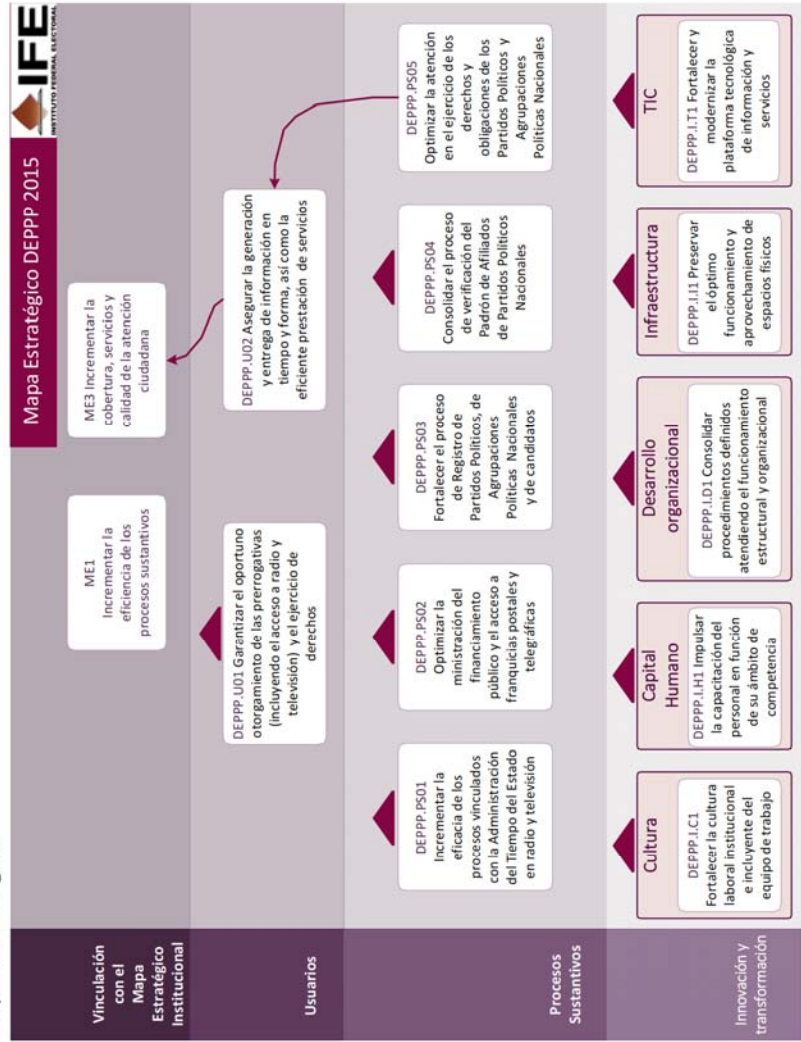 Mapa Estratégico DEPPP 2015
IFE
INSTITUTO FEDERAL ELECTORAL
Vinculación
con el
Mapa
Estratégico
Institucional
ME1
Incrementar la
eficiencia de los
procesos sustantivos
ME3 Incrementar la
cobertura, servicios y
calidad de la atención
ciudadana
Usuarios
DEPPP.U01 Garantizar el oportuno
otorgamiento de las prerrogativas
(incluyendo el acceso a radio y
televisión) y el ejercicio de
derechos
DEPPP.U02 Asegurar la generación
y entrega de información en
tiempo y forma, así como la
eficiente prestación de servicios
Procesos
Sustantivos
DEPPP.PS01
Incrementar la
eficacia de los
procesos vinculados
con la Administración
del Tiempo del Estado
en radio y televisión
DEPPP.PS02
Optimizar la
ministración del
financiamiento
público y el acceso a
franquicias postales y
telegráficas
DEPPP.PS03
Fortalecer el proceso
de Registro de
Partidos Políticos, de
Agrupaciones
Políticas Nacionales
y de candidatos
DEPPP.PS04
Consolidar el proceso
de verificación del
Padrón de Afiliados
de Partidos Políticos
Nacionales
DEPPP.PS05
Optimizar la atención
en el ejercicio de los
derechos y
obligaciones de los
Partidos Políticos y
Agrupaciones
Políticas Nacionales
Innovación y
transformación
Cultura
DEPPP.I.C1
Fortalecer la cultura
laboral institucional
e incluyente del
equipo de trabajo
Capital
Humano
DEPPP.I.H1 Impulsar
la capacitación del
personal en función
de su ámbito de
competencia
Desarrollo
organizacional
DEPPP.I.D1 Consolidar
procedimientos definidos
atendiendo el funcionamiento
estructural y organizacional
Infraestructura
DEPPP.I.I1 Preservar
el óptimo
funcionamiento y
aprovechamiento de
espacios físicos
TIC
DEPPP.I.T1 Fortalecer y
modernizar la
plataforma tecnológica
de información y
servicios